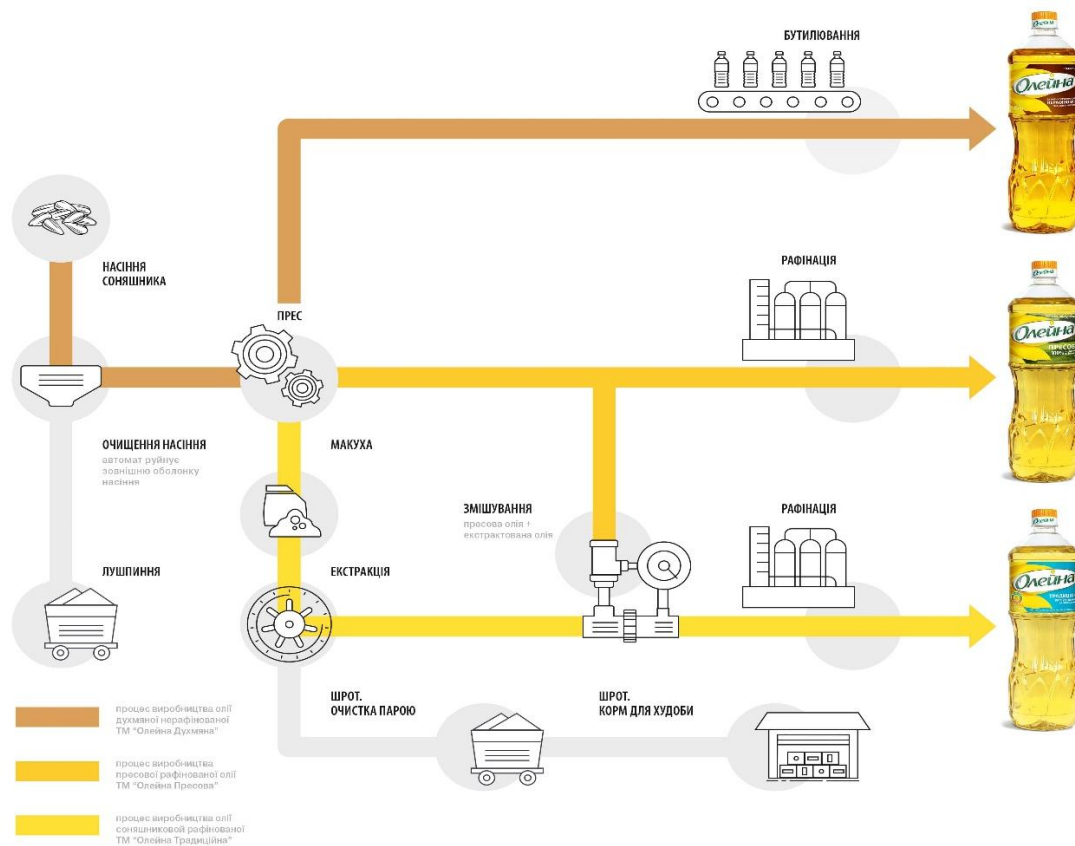 БУТИЛЮВАННЯ
Олейна
НАСІННЯ
СОНЯШНИКА
ПРЕС
РАФІНАЦІЯ
Олейна
ПРЕСОВА
ОЧИЩЕННЯ НАСІННЯ
автомат руйнує
зовнішню оболонку
насіння
МАКУХА
ЗМІШУВАННЯ
пресова олія +
екстрактована олія
РАФІНАЦІЯ
Олейна
ЛУШПИННЯ
ЕКСТРАКЦІЯ
ШРОТ.
ОЧИСТКА ПАРОЮ
ШРОТ.
КОРМ ДЛЯ ХУДОБИ
процес виробництва олії
духмяної нерафінованої
ТМ "Олейна Духмяна"
процес виробництва
пресової рафінованої олії
ТМ "Олейна Пресова"
процес виробництва олії
соняшникової рафінованої
ТМ "Олейна Традиційна"